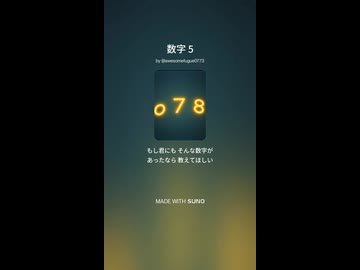 数字 5
by @awesomefugue0773
078
もし君にも そんな数字が
あったなら 教えてほしい
MADE WITH SUNO